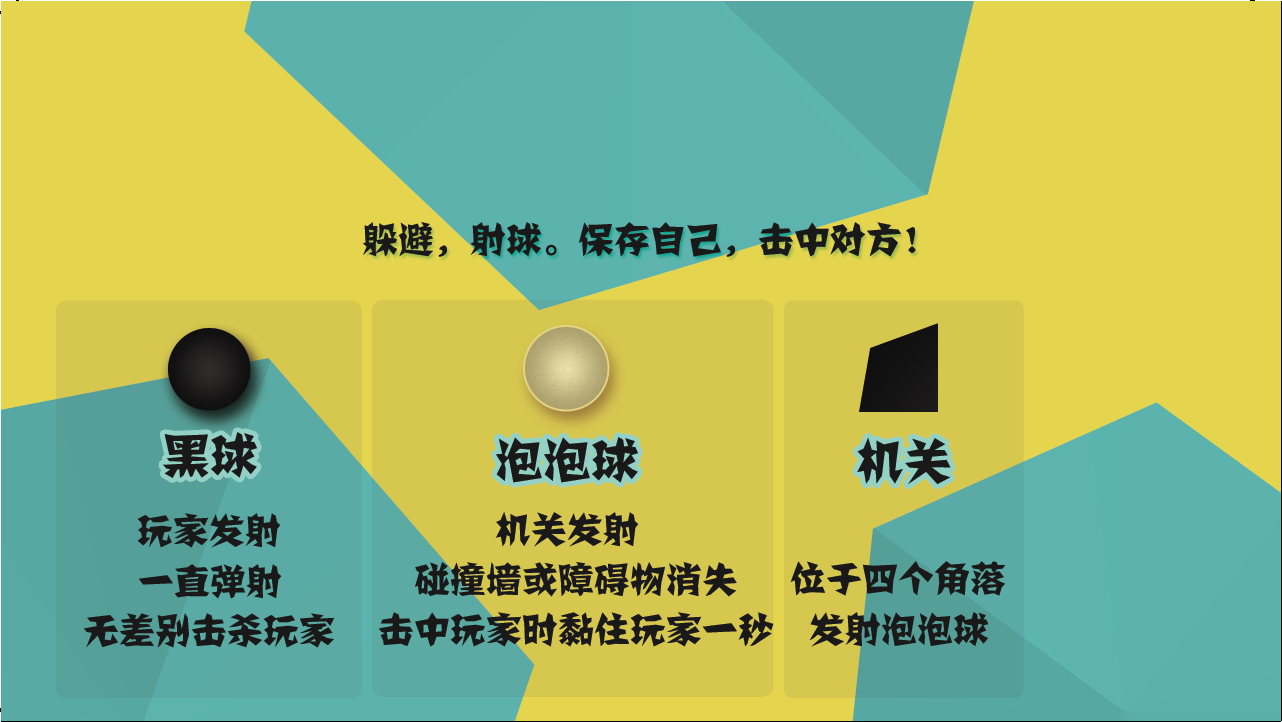 躲避，射球。保存自己，击中对方！
黑球
玩家发射
一直弹射
无差别击杀玩家
泡泡球
机关发射
碰撞墙或障碍物消失
击中玩家时黏住玩家一秒
机关
位于四个角落
发射泡泡球